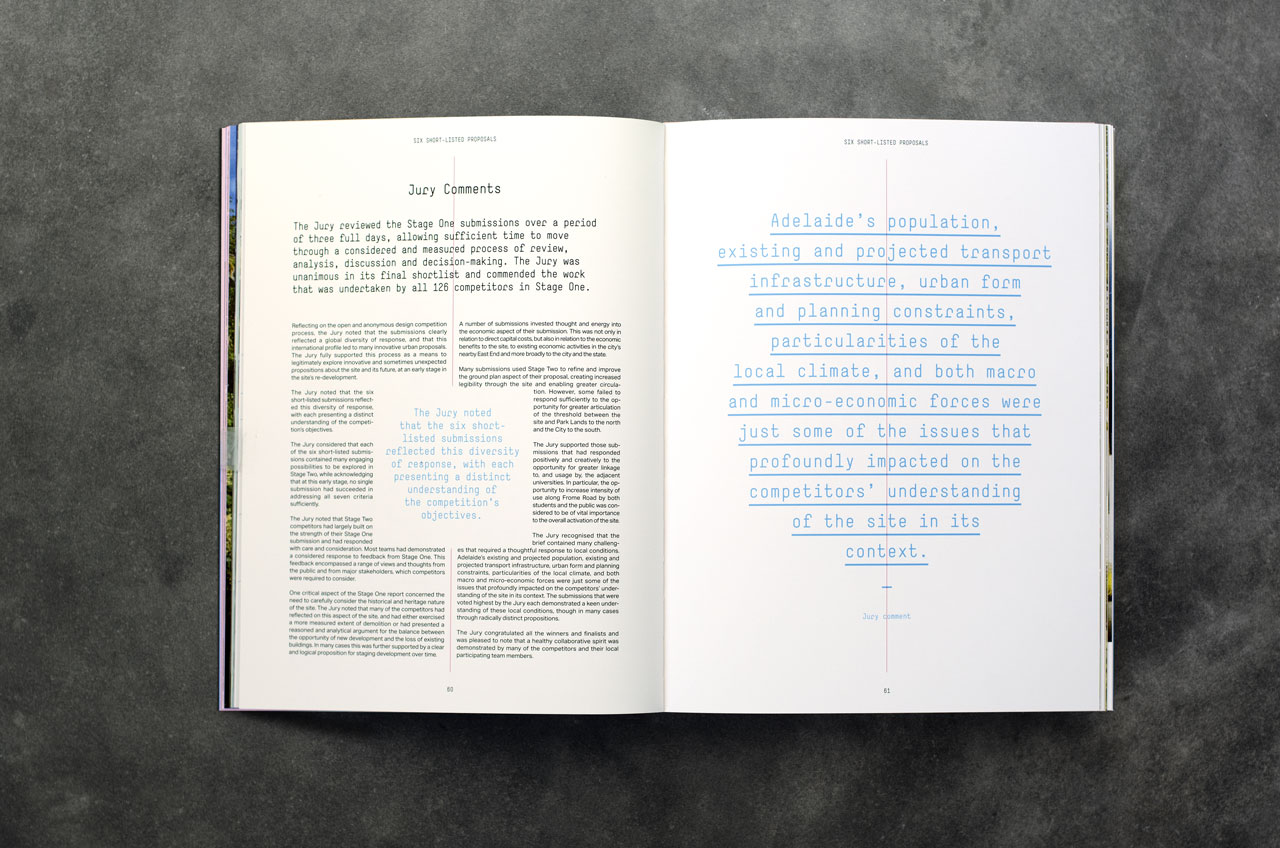 SIX SHORT-LISTED PROPOSALS
Jury Comments
The Jury reviewed the Stage One submissions over a period
of three full days, allowing sufficient time to move
through a considered and measured process of review,
analysis, discussion and decision-making. The Jury was
unanimous in its final shortlist and commended the work
that was undertaken by all 126 competitors in Stage One.
Reflecting on the open and anonymous design competition
process, the Jury noted that the submissions clearly
reflected a global diversity of response, and that this
international profile led to many innovative urban proposals.
The Jury fully supported this process as a means to
legitimately explore innovative and sometimes unexpected
propositions about the site and its future, at an early stage in
the site's re-development.
The Jury noted that the six
short-listed submissions reflect-
ed this diversity of response,
with each presenting a distinct
understanding of the competi-
tion's objectives.
The Jury considered that each
of the six short-listed submis-
sions contained many engaging
possibilities to be explored in
Stage Two, while acknowledging
that at this early stage, no single
submission had succeeded in
addressing all seven criteria
sufficiently.
The Jury noted that Stage Two
competitors had largely built on
the strength of their Stage One
submission and had responded
with care and consideration. Most teams had demonstrated
a considered response to feedback from Stage One. This
feedback encompassed a range of views and thoughts from
the public and from major stakeholders, which competitors
were required to consider.
One critical aspect of the Stage One report concerned the
need to carefully consider the historical and heritage nature
of the site. The Jury noted that many of the competitors had
reflected on this aspect of the site, and had either exercised
a more measured extent of demolition or had presented a
reasoned and analytical argument for the balance between
the opportunity of new development and the loss of existing
buildings. In many cases this was further supported by a clear
and logical proposition for staging development over time.
The Jury noted
that the six short-
listed submissions
reflected this diversity
of response, with each
presenting a distinct
understanding of
the competition's
objectives.
A number of submissions invested thought and energy into
the economic aspect of their submission. This was not only in
relation to direct capital costs, but also in relation to the economic
benefits to the site, to existing economic activities in the city's
nearby East End and more broadly to the city and the state.
Many submissions used Stage Two to refine and improve
the ground plan aspect of their proposal, creating increased
legibility through the site and enabling greater circula-
tion. However, some failed to
respond sufficiently to the op-
portunity for greater articulation
of the threshold between the
site and Park Lands to the north
and the City to the south.
The Jury supported those sub-
missions that had responded
positively and creatively to the
opportunity for greater linkage
to, and usage by, the adjacent
universities. In particular, the op-
portunity to increase intensity of
use along Frome Road by both
students and the public was con-
sidered to be of vital importance
to the overall activation of the site.
The Jury recognised that the
brief contained many challeng-
es that required a thoughtful response to local conditions.
Adelaide's existing and projected population, existing and
projected transport infrastructure, urban form and planning
constraints, particularities of the local climate, and both
macro and micro-economic forces were just some of the
issues that profoundly impacted on the competitors' under-
standing of the site in its context. The submissions that were
voted highest by the Jury each demonstrated a keen under-
standing of these local conditions, though in many cases
through radically distinct propositions.
The Jury congratulated all the winners and finalists and
was pleased to note that a healthy collaborative spirit was
demonstrated by many of the competitors and their local
participating team members.
60
SIX SHORT-LISTED PROPOSALS
Adelaide's population,
existing and projected transport
infrastructure, urban form
and planning constraints,
particularities of the
local climate, and both macro
and micro-economic forces were
just some of the issues that
profoundly impacted on the
competitors' understanding
of the site in its
context.
—
Jury comment
61